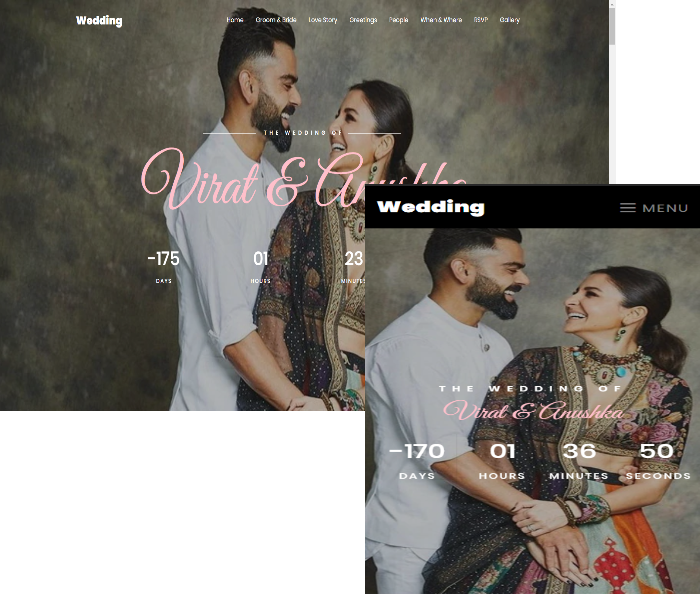 Wedding
Home Groom & Bride Love Story Greetings People When & Where RSVP Gallery
THE WEDDING OF
Virat & Anushka
-175 01 23
DAYS HOURS MINUTES
Wedding
MENU
THE WEDDING OF
Virat & Anushka
-170 01 36 50
DAYS HOURS MINUTES SECONDS